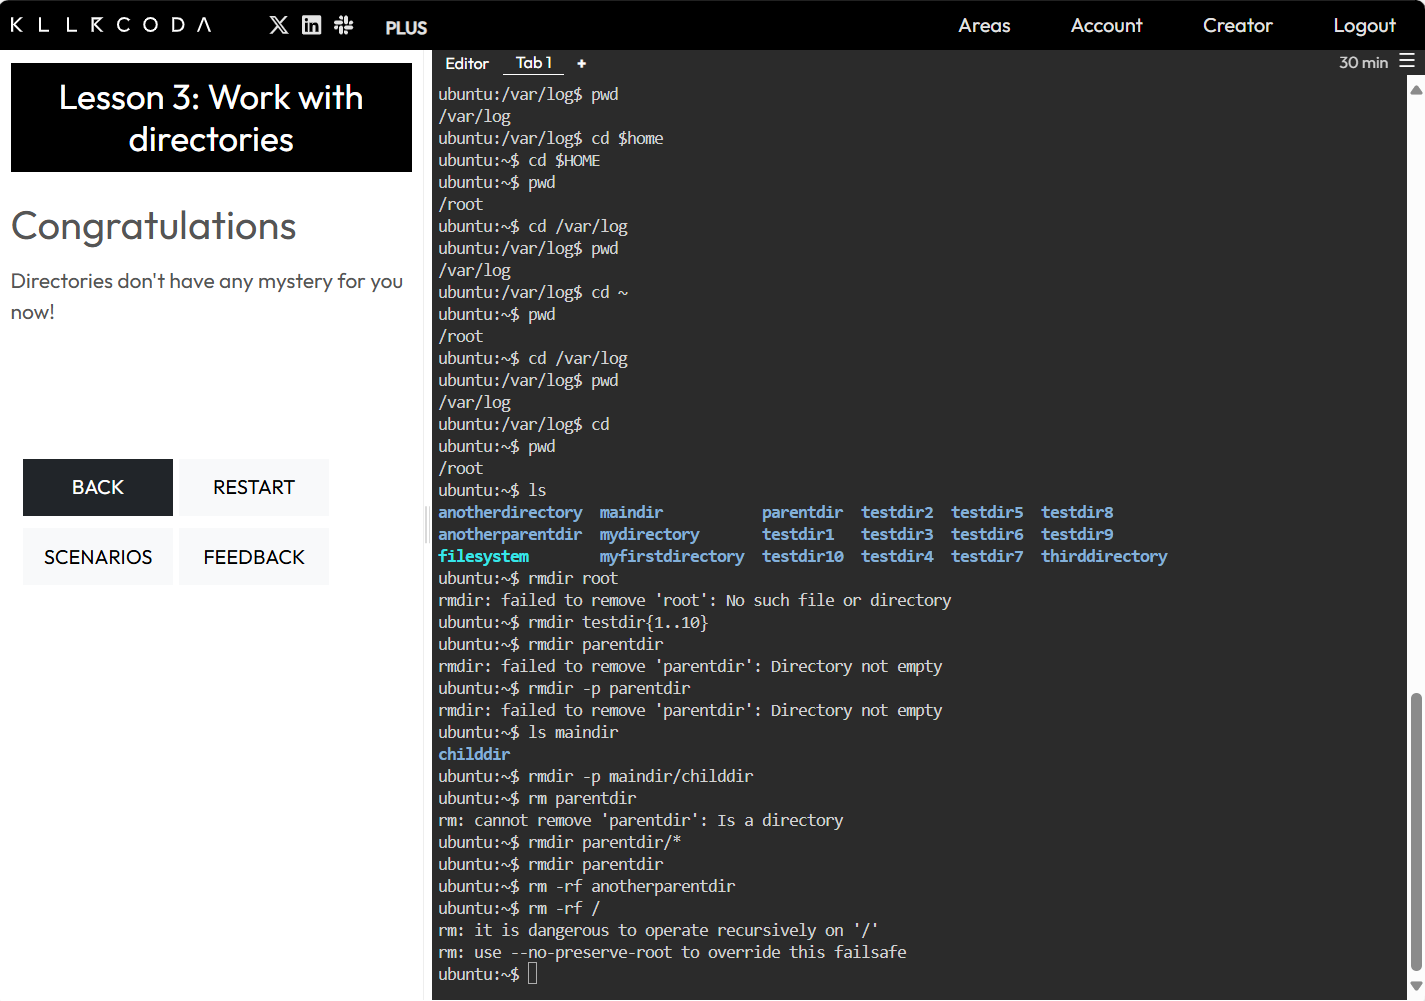 KLLRCODA
PLUS
Areas
Account
Creator
Logout
Lesson 3: Work with
directories
Congratulations
Directories don't have any mystery for you
now!
BACK
RESTART
SCENARIOS
FEEDBACK
Editor
Tab 1
+
30 min
ubuntu:/var/log$ pwd
/var/log
ubuntu:/var/log$ cd $home
ubuntu:~$ cd $HOME
ubuntu:~$ pwd
/root
ubuntu:~$ cd /var/log
ubuntu:/var/log$ pwd
/var/log
ubuntu:/var/log$ cd ~
ubuntu:~$ pwd
/root
ubuntu:~$ cd /var/log
ubuntu:/var/log$ pwd
/var/log
ubuntu:/var/log$ cd
ubuntu:~$ pwd
/root
ubuntu:~$ ls
anotherdirectory  maindir           parentdir  testdir2  testdir5  testdir8
anotherparentdir  mydirectory       testdir1   testdir3  testdir6  testdir9
filesystem        myfirstdirectory  testdir10  testdir4  testdir7  thirddirectory
ubuntu:~$ rmdir root
rmdir: failed to remove 'root': No such file or directory
ubuntu:~$ rmdir testdir{1..10}
ubuntu:~$ rmdir parentdir
rmdir: failed to remove 'parentdir': Directory not empty
ubuntu:~$ rmdir -p parentdir
rmdir: failed to remove 'parentdir': Directory not empty
ubuntu:~$ ls maindir
childdir
ubuntu:~$ rmdir -p maindir/childdir
ubuntu:~$ rm parentdir
rm: cannot remove 'parentdir': Is a directory
ubuntu:~$ rmdir parentdir/*
ubuntu:~$ rmdir parentdir
ubuntu:~$ rm -rf anotherparentdir
ubuntu:~$ rm -rf /
rm: it is dangerous to operate recursively on '/'
rm: use --no-preserve-root to override this failsafe
ubuntu:~$